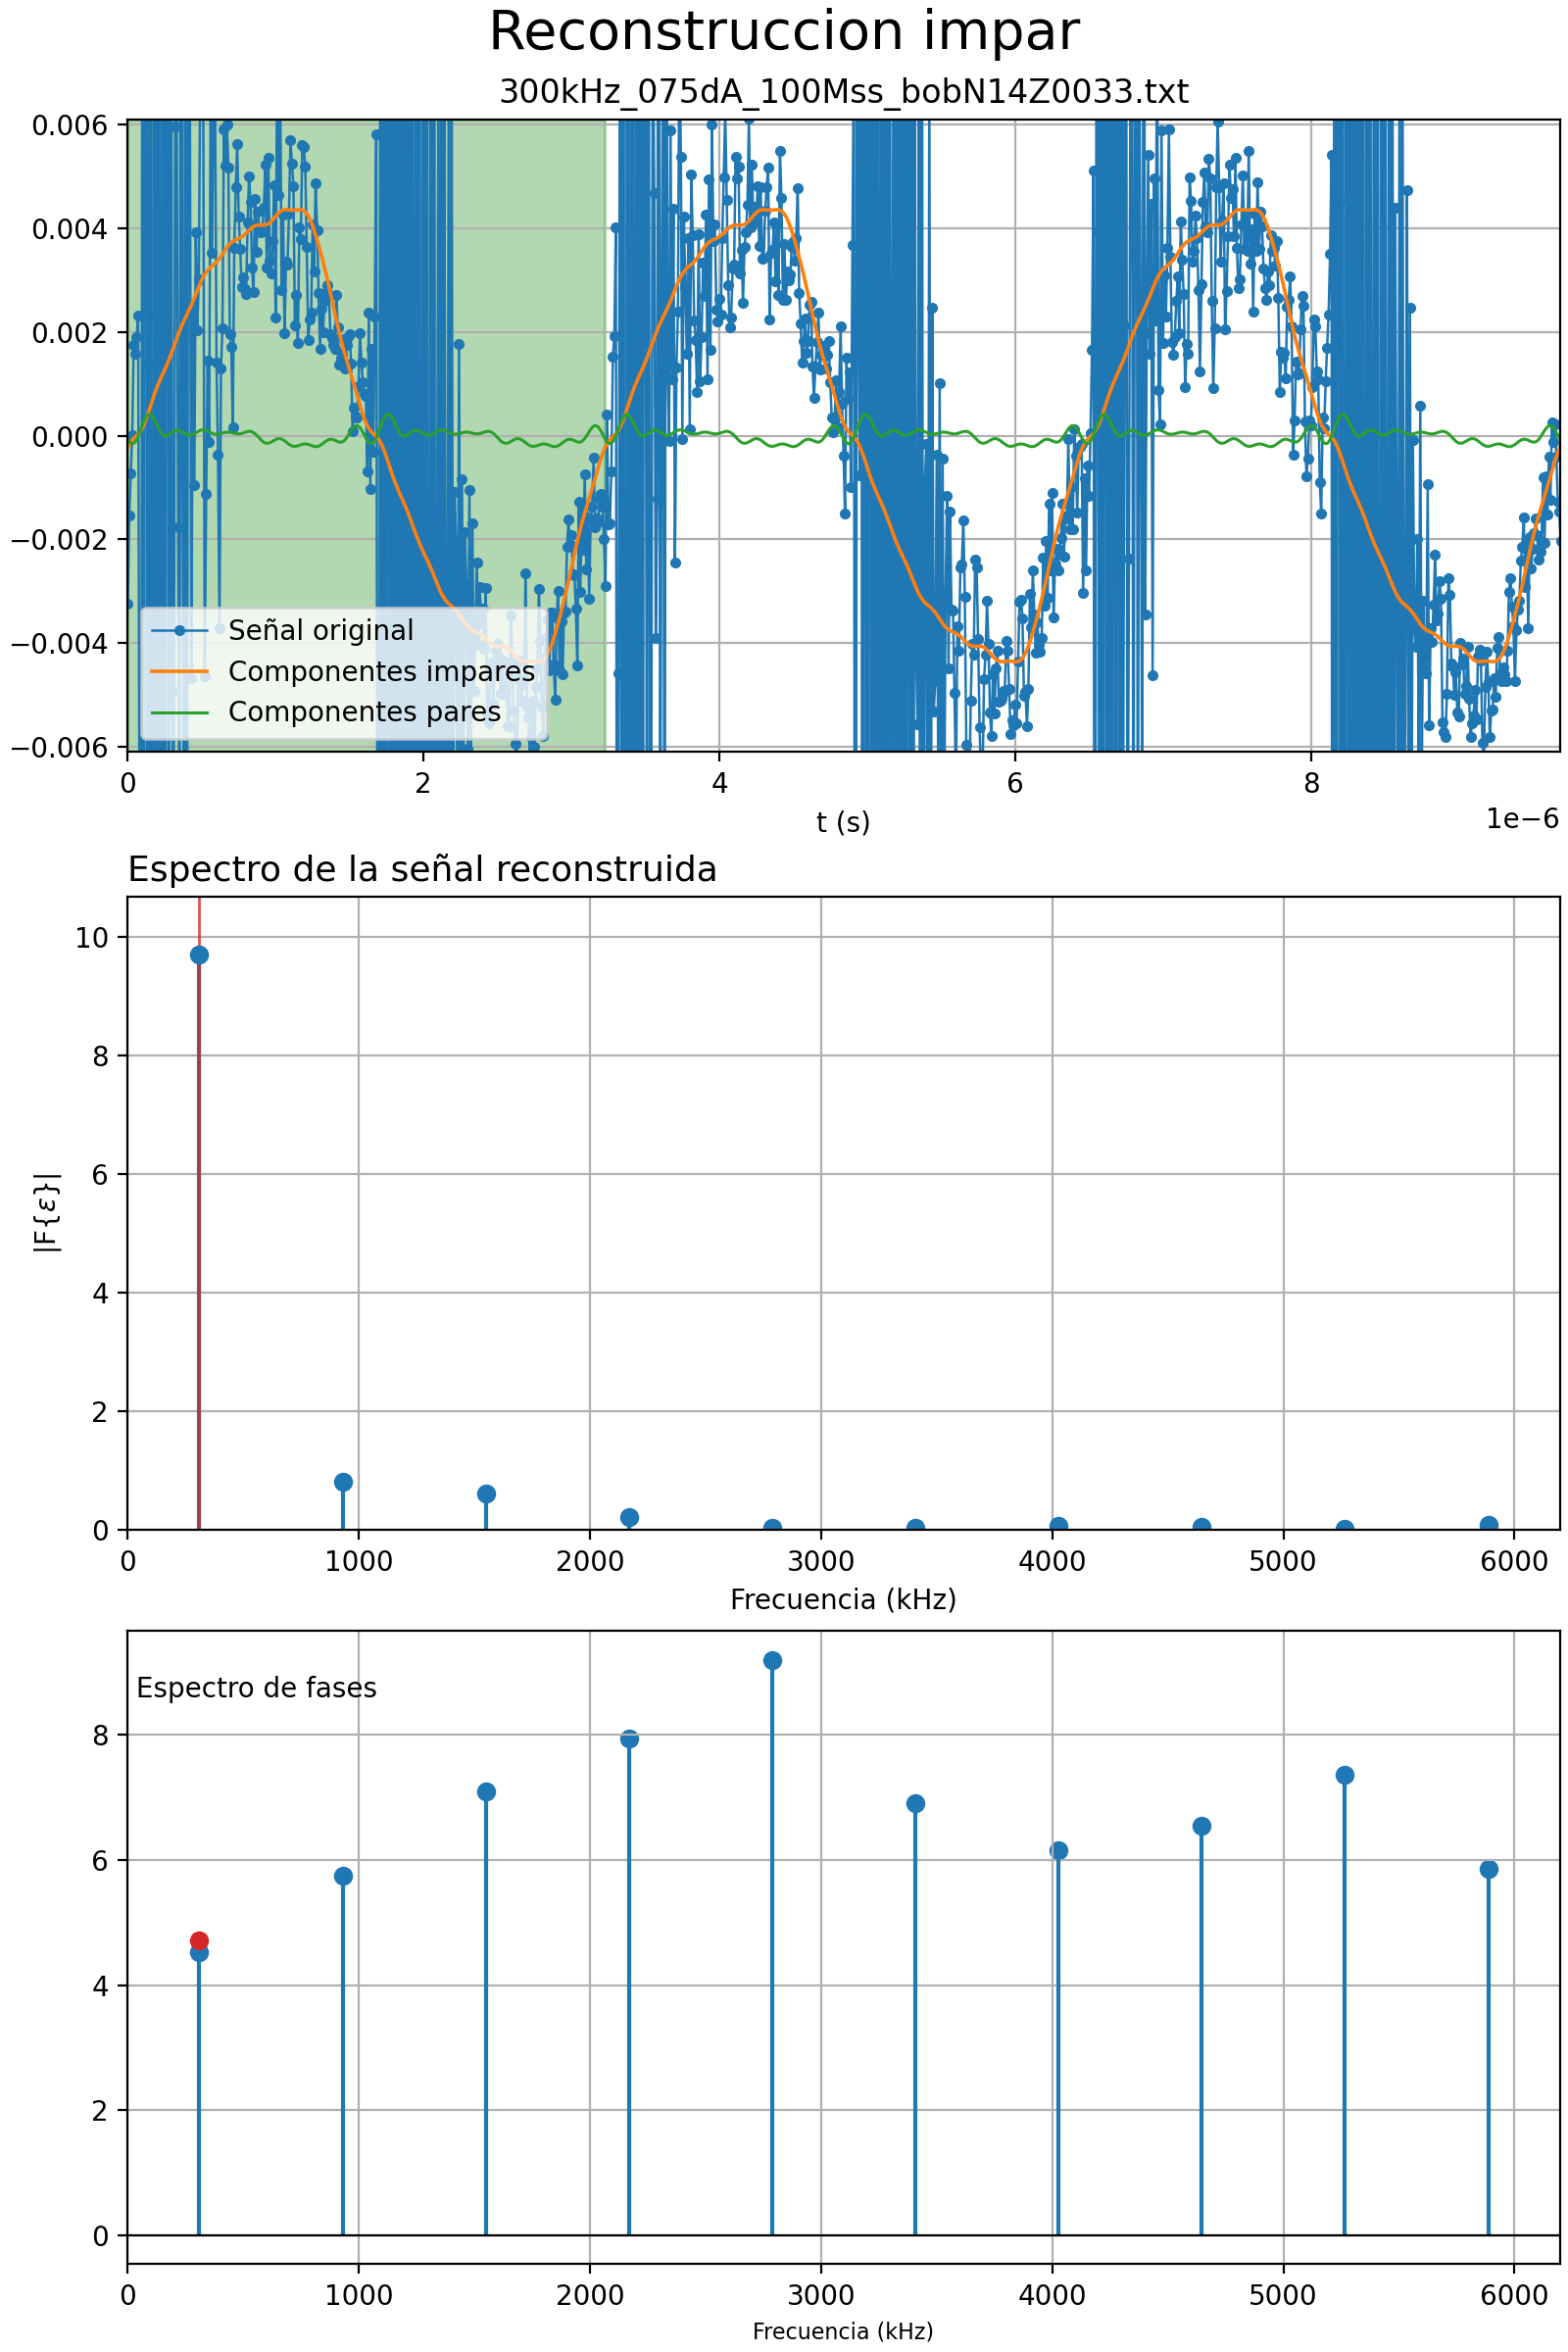 Reconstruccion impar
300kHz_075dA_100Mss_bobN14Z0033.txt
0.006
0.004
0.002
0.000
−0.002
−0.004
−0.006
Señal original
Componentes impares
Componentes pares
0 2 4 6 8
1e−6
t (s)
Espectro de la señal reconstruida
10
8
6
4
2
0
|F{ε}|
0 1000 2000 3000 4000 5000 6000
Frecuencia (kHz)
Espectro de fases
8
6
4
2
0
0 1000 2000 3000 4000 5000 6000
Frecuencia (kHz)